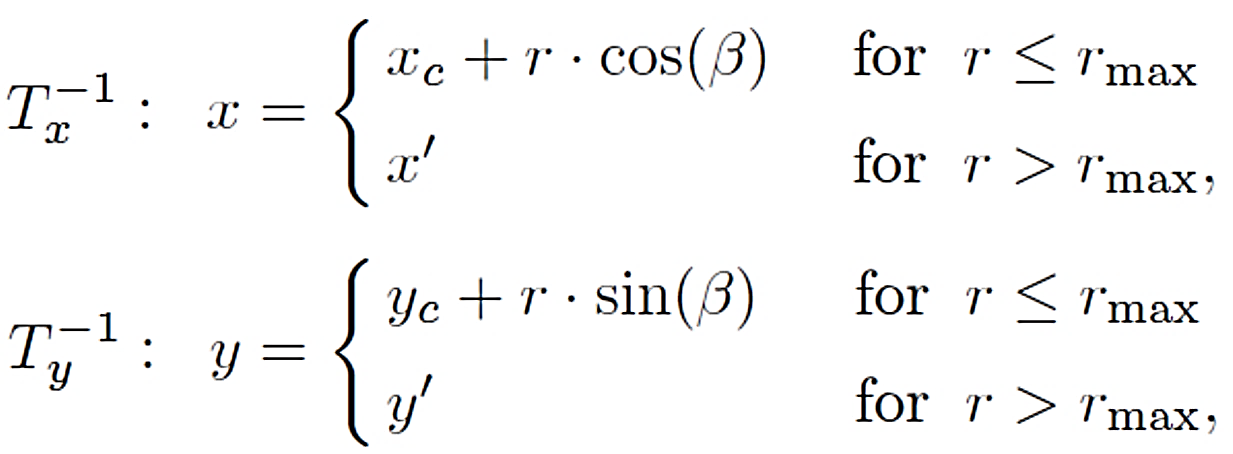 T_x^{-1} : x = { x_c + r · cos(β) for r ≤ r_max
x′ for r > r_max,
T_y^{-1} : y = { y_c + r · sin(β) for r ≤ r_max
y′ for r > r_max,